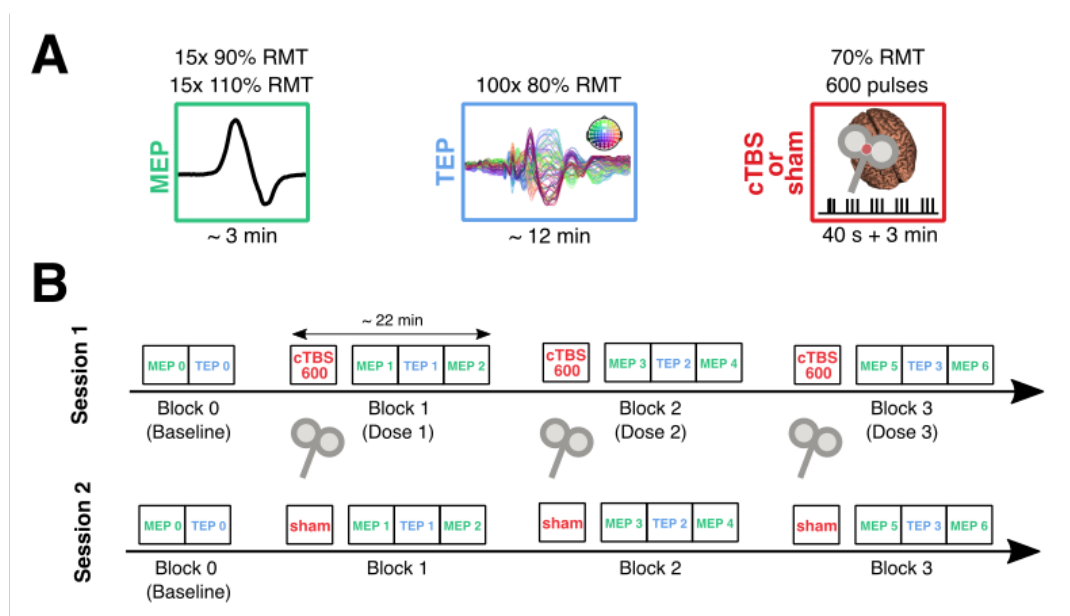 A
15x 90% RMT
15x 110% RMT
MEP
~ 3 min
100x 80% RMT
TEP
~ 12 min
70% RMT
600 pulses
cTBS
or
sham
40 s + 3 min
B
Session 1
~ 22 min
MEP 0 TEP 0
cTBS
600
MEP 1 TEP 1 MEP 2
cTBS
600
MEP 3 TEP 2 MEP 4
cTBS
600
MEP 5 TEP 3 MEP 6
Block 0
(Baseline)
Block 1
(Dose 1)
Block 2
(Dose 2)
Block 3
(Dose 3)
Session 2
MEP 0 TEP 0
sham
MEP 1 TEP 1 MEP 2
sham
MEP 3 TEP 2 MEP 4
sham
MEP 5 TEP 3 MEP 6
Block 0
(Baseline)
Block 1
Block 2
Block 3